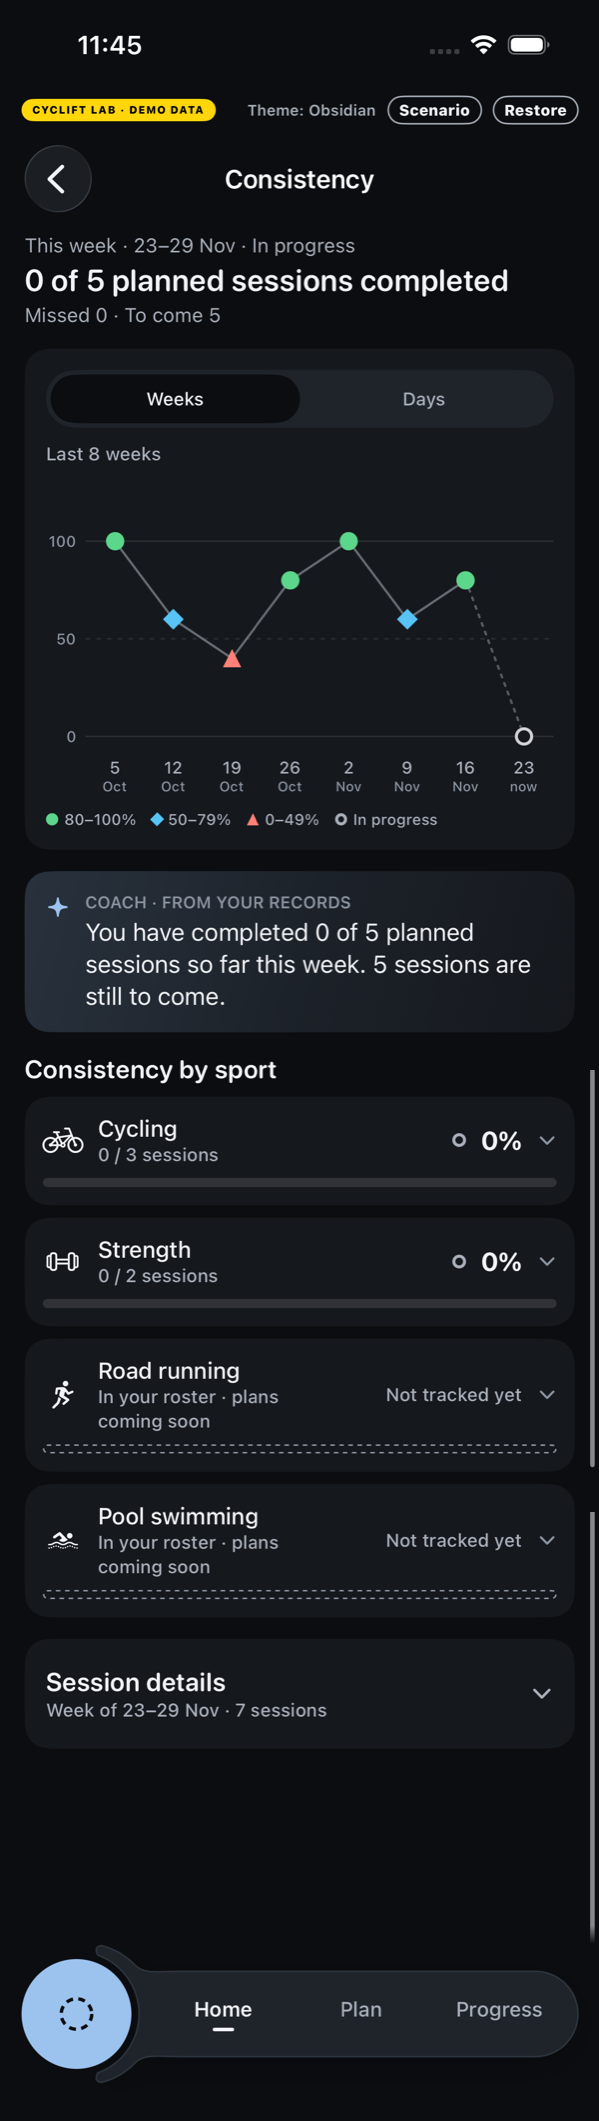 11:45
CYCLIFT LAB · DEMO DATA
Theme: Obsidian
Scenario
Restore
Consistency
This week · 23–29 Nov · In progress
0 of 5 planned sessions completed
Missed 0 · To come 5
Weeks
Days
Last 8 weeks
100
50
0
5 12 19 26 2 9 16 23
Oct Oct Oct Oct Nov Nov Nov now
80–100% 50–79% 0–49% In progress
COACH · FROM YOUR RECORDS
You have completed 0 of 5 planned
sessions so far this week. 5 sessions are
still to come.
Consistency by sport
Cycling
0 / 3 sessions
0%
Strength
0 / 2 sessions
0%
Road running
In your roster · plans
coming soon
Not tracked yet
Pool swimming
In your roster · plans
coming soon
Not tracked yet
Session details
Week of 23–29 Nov · 7 sessions
Home
Plan
Progress